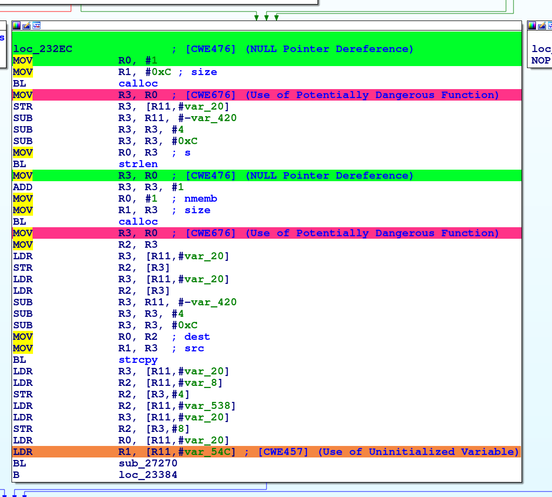 loc_232EC ; [CWE476] (NULL Pointer Dereference)
MOV R0, #1
MOV R1, #0xC ; size
BL calloc
MOV R3, R0 ; [CWE676] (Use of Potentially Dangerous Function)
STR R3, [R11,#var_20]
SUB R3, R11, #-var_420
SUB R3, R3, #4
SUB R3, R3, #0xC
MOV R0, R3 ; s
BL strlen
MOV R3, R0 ; [CWE476] (NULL Pointer Dereference)
ADD R3, R3, #1
MOV R0, #1 ; nmemb
MOV R1, R3 ; size
BL calloc
MOV R3, R0 ; [CWE676] (Use of Potentially Dangerous Function)
MOV R2, R3
LDR R3, [R11,#var_20]
STR R2, [R3]
LDR R3, [R11,#var_20]
LDR R2, [R3]
SUB R3, R11, #-var_420
SUB R3, R3, #4
SUB R3, R3, #0xC
MOV R0, R2 ; dest
MOV R1, R3 ; src
BL strcpy
LDR R3, [R11,#var_20]
LDR R2, [R11,#var_8]
STR R2, [R3,#4]
LDR R2, [R11,#var_538]
LDR R3, [R11,#var_20]
STR R2, [R3,#8]
LDR R0, [R11,#var_20]
LDR R1, [R11,#var_54C] ; [CWE457] (Use of Uninitialized Variable)
BL sub_27270
B loc_23384
loc_
NOP